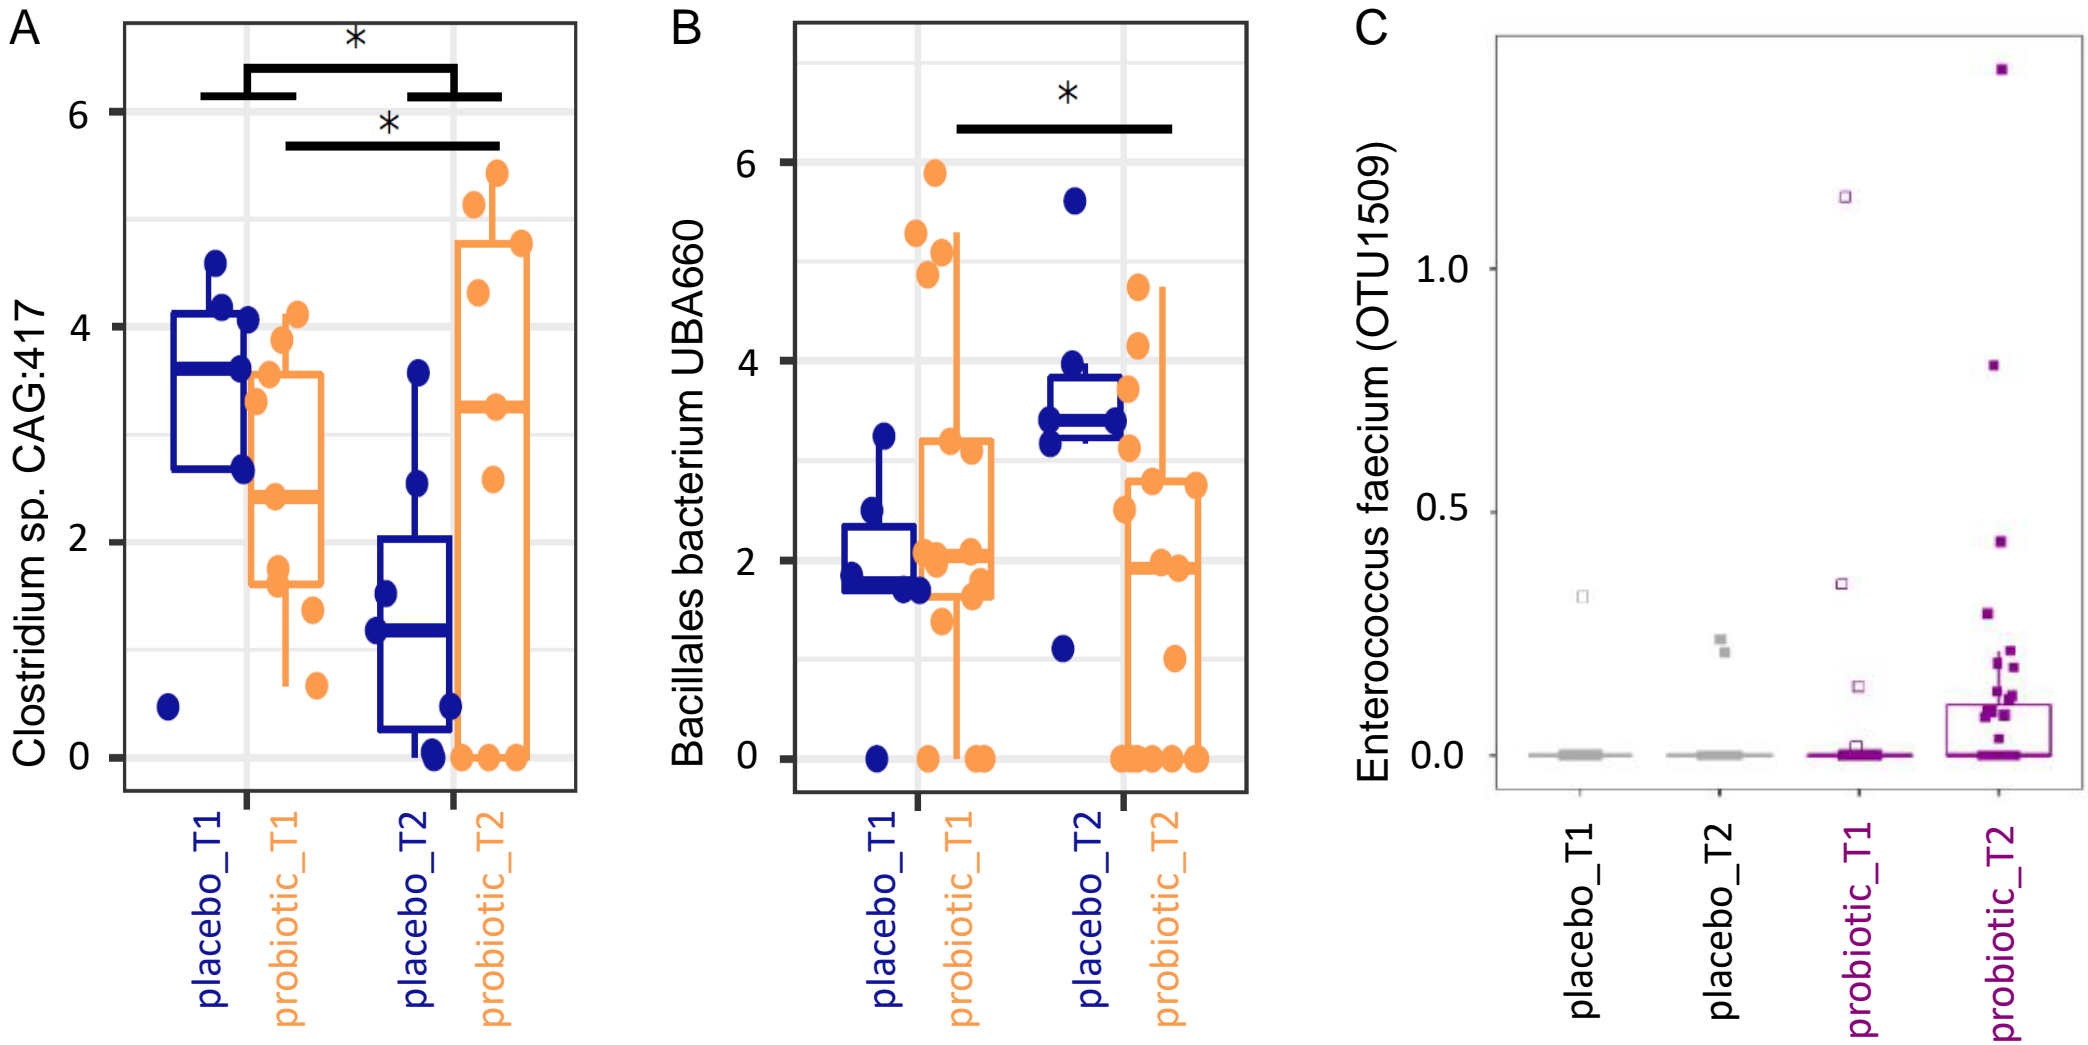 A
*
*
6
4
2
0
Clostridium sp. CAG:417
placebo_T1
probiotic_T1
placebo_T2
probiotic_T2
B
*
6
4
2
0
Bacillales bacterium UBA660
placebo_T1
probiotic_T1
placebo_T2
probiotic_T2
C
1.0
0.5
0.0
Enterococcus faecium (OTU1509)
placebo_T1
placebo_T2
probiotic_T1
probiotic_T2